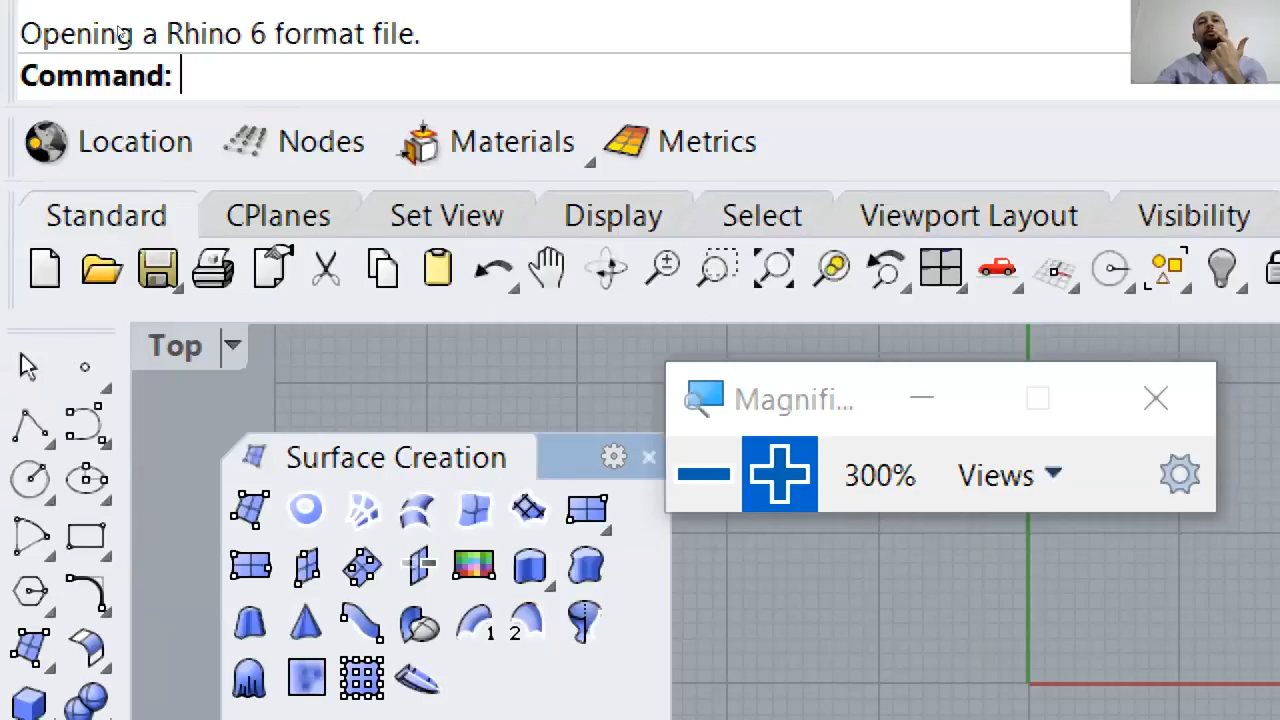 Opening a Rhino 6 format file.
Command:
Location Nodes Materials Metrics
Standard CPlanes Set View Display Select Viewport Layout Visibility
Top
Magnifi...
Surface Creation
300% Views
1 2